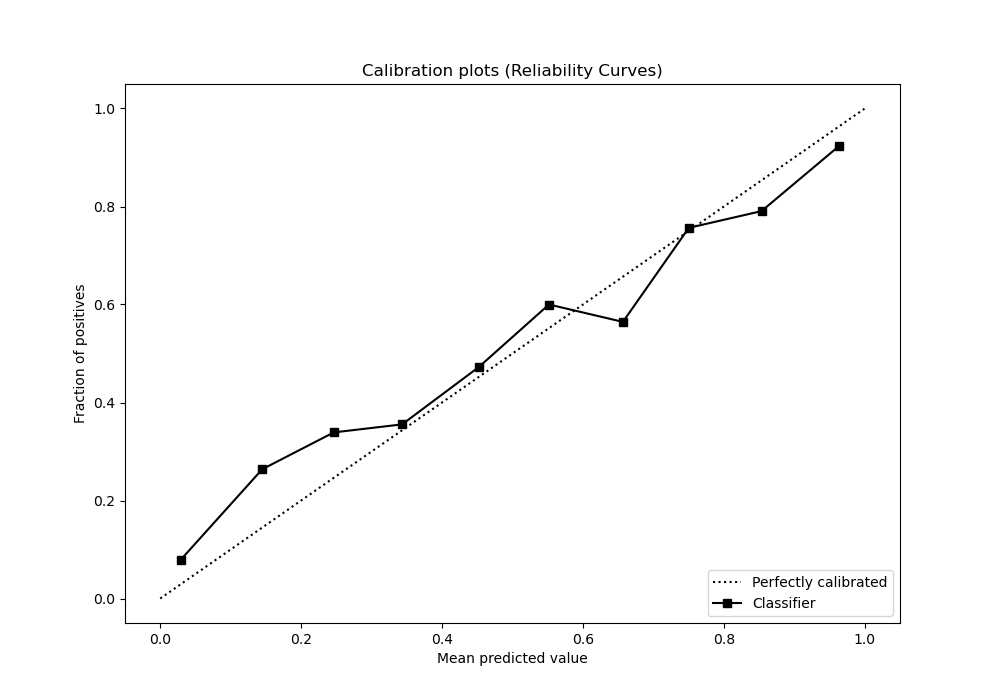 Calibration plots (Reliability Curves)
1.0
0.8
0.6
0.4
0.2
0.0
Fraction of positives
Perfectly calibrated
Classifier
0.0 0.2 0.4 0.6 0.8 1.0
Mean predicted value